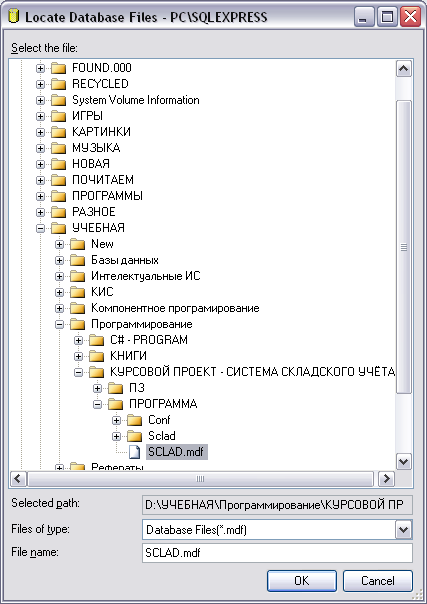 Locate Database Files - PC\SQLEXPRESS
Select the file:
FOUND.000
RECYCLED
System Volume Information
ИГРЫ
КАРТИНКИ
МУЗЫКА
НОВАЯ
ПОЧИТАЕМ
ПРОГРАММЫ
РАЗНОЕ
УЧЕБНАЯ
New
Базы данных
Интелектуальные ИС
КИС
Компонентное програмирование
Программирование
C# - PROGRAM
КНИГИ
КУРСОВОЙ ПРОЕКТ - СИСТЕМА СКЛАДСКОГО УЧЁТА
ПЗ
ПРОГРАММА
Conf
Sclad
SCLAD.mdf
Рефераты
Selected path: D:\УЧЕБНАЯ\Программирование\КУРСОВОЙ ПР
Files of type: Database Files(*.mdf)
File name: SCLAD.mdf
OK Cancel